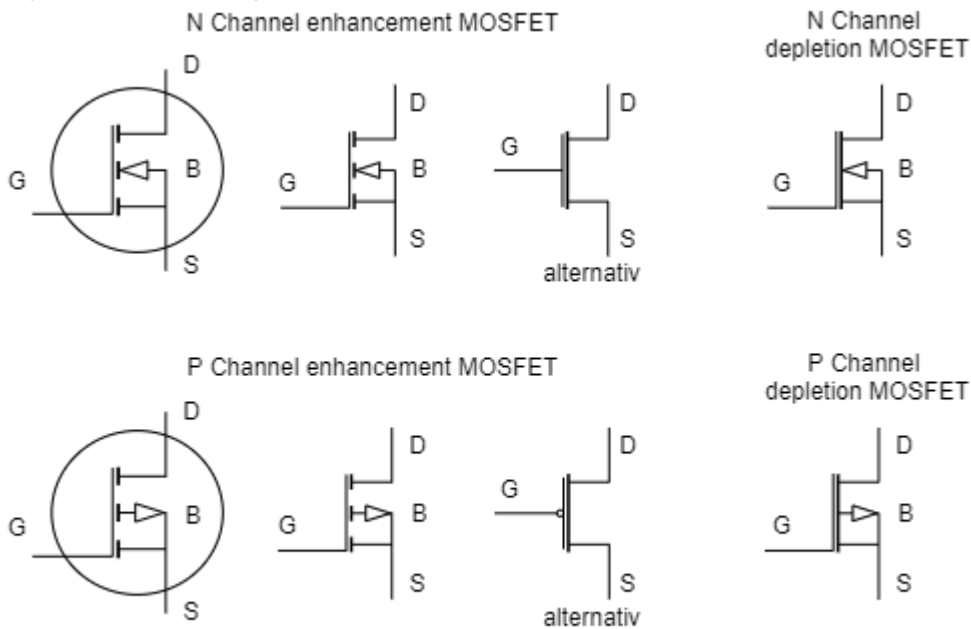 N Channel enhancement MOSFET
N Channel
depletion MOSFET
D
G
B
S
D
G
B
S
D
G
S
alternativ
D
G
B
S
P Channel enhancement MOSFET
P Channel
depletion MOSFET
D
G
B
S
D
G
B
S
D
G
S
alternativ
D
G
B
S